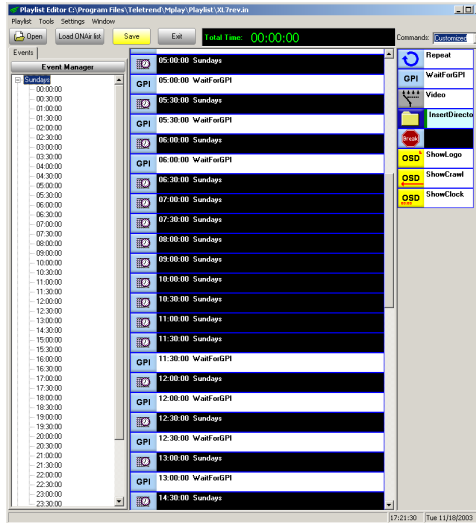 Playlist Editor C:\Program Files\Teletrend\Mplay\Playlist\XL7rev.in
Playlist Tools Settings Window
Open Load ONAir list Save Exit Total Time: 00:00:00 Commands: Customized
Events
Event Manager
Sundays
00:00:00
00:30:00
01:00:00
01:30:00
02:00:00
02:30:00
03:00:00
03:30:00
04:00:00
04:30:00
05:00:00
05:30:00
06:00:00
06:30:00
07:00:00
07:30:00
08:00:00
09:00:00
10:00:00
10:30:00
11:00:00
11:30:00
12:00:00
12:30:00
13:00:00
14:30:00
15:00:00
15:30:00
16:00:00
16:30:00
17:00:00
17:30:00
18:00:00
18:30:00
19:00:00
19:30:00
20:00:00
20:30:00
21:00:00
21:30:00
22:00:00
22:30:00
23:00:00
23:30:00
05:00:00 Sundays
GPI 05:00:00 WaitForGPI
05:30:00 Sundays
GPI 05:30:00 WaitForGPI
06:00:00 Sundays
GPI 06:00:00 WaitForGPI
06:30:00 Sundays
07:00:00 Sundays
07:30:00 Sundays
08:00:00 Sundays
09:00:00 Sundays
10:00:00 Sundays
10:30:00 Sundays
11:00:00 Sundays
11:30:00 Sundays
GPI 11:30:00 WaitForGPI
12:00:00 Sundays
GPI 12:00:00 WaitForGPI
12:30:00 Sundays
GPI 12:30:00 WaitForGPI
13:00:00 Sundays
GPI 13:00:00 WaitForGPI
14:30:00 Sundays
Repeat
GPI WaitForGPI
Video
InsertDirecto
Break
OSD ShowLogo
OSD ShowCrawl
OSD ShowClock
17:21:30 Tue 11/18/2003